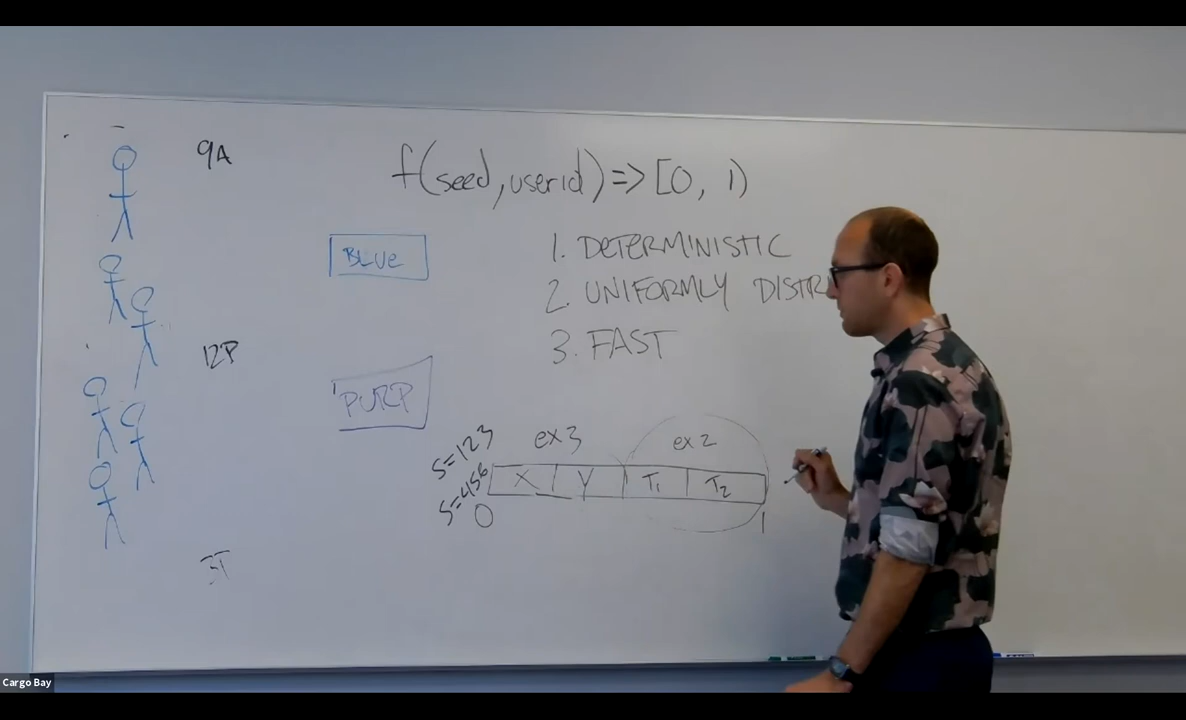 9A
f(seed, userid) => [0, 1)
BLUE
1. DETERMINISTIC
2. UNIFORMLY DISTR
3. FAST
12P
PURP
S=123
ex 3
ex 2
S=456
X
Y
T1
T2
0
1
Cargo Bay